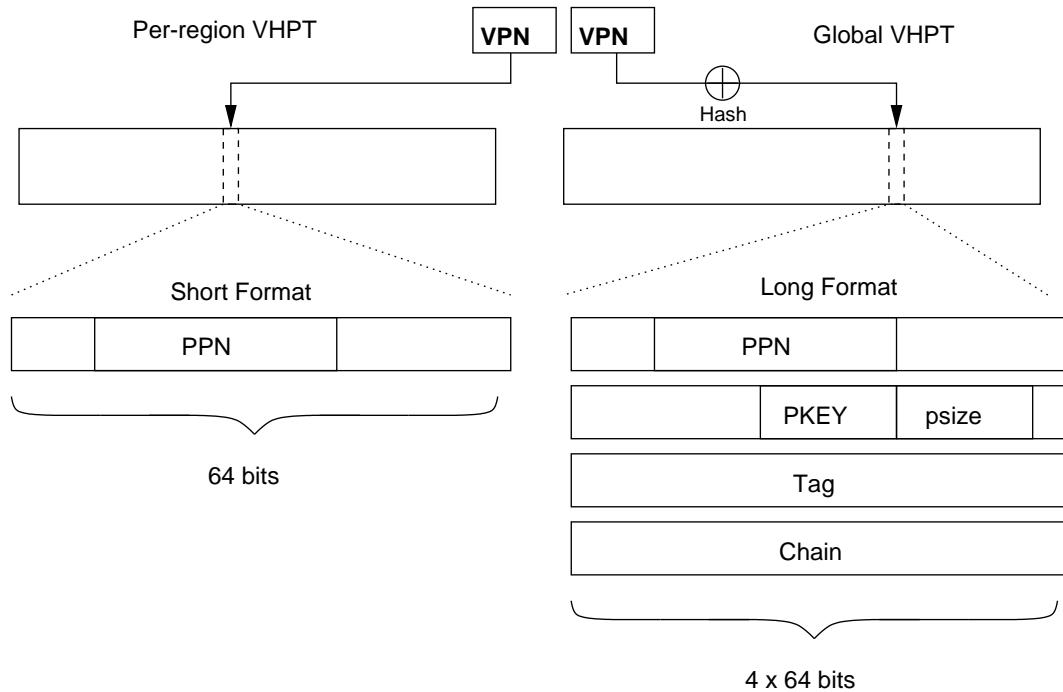 Per-region VHPT
VPN
VPN
Global VHPT
Hash
Short Format
PPN
64 bits
Long Format
PPN
PKEY
psize
Tag
Chain
4 x 64 bits